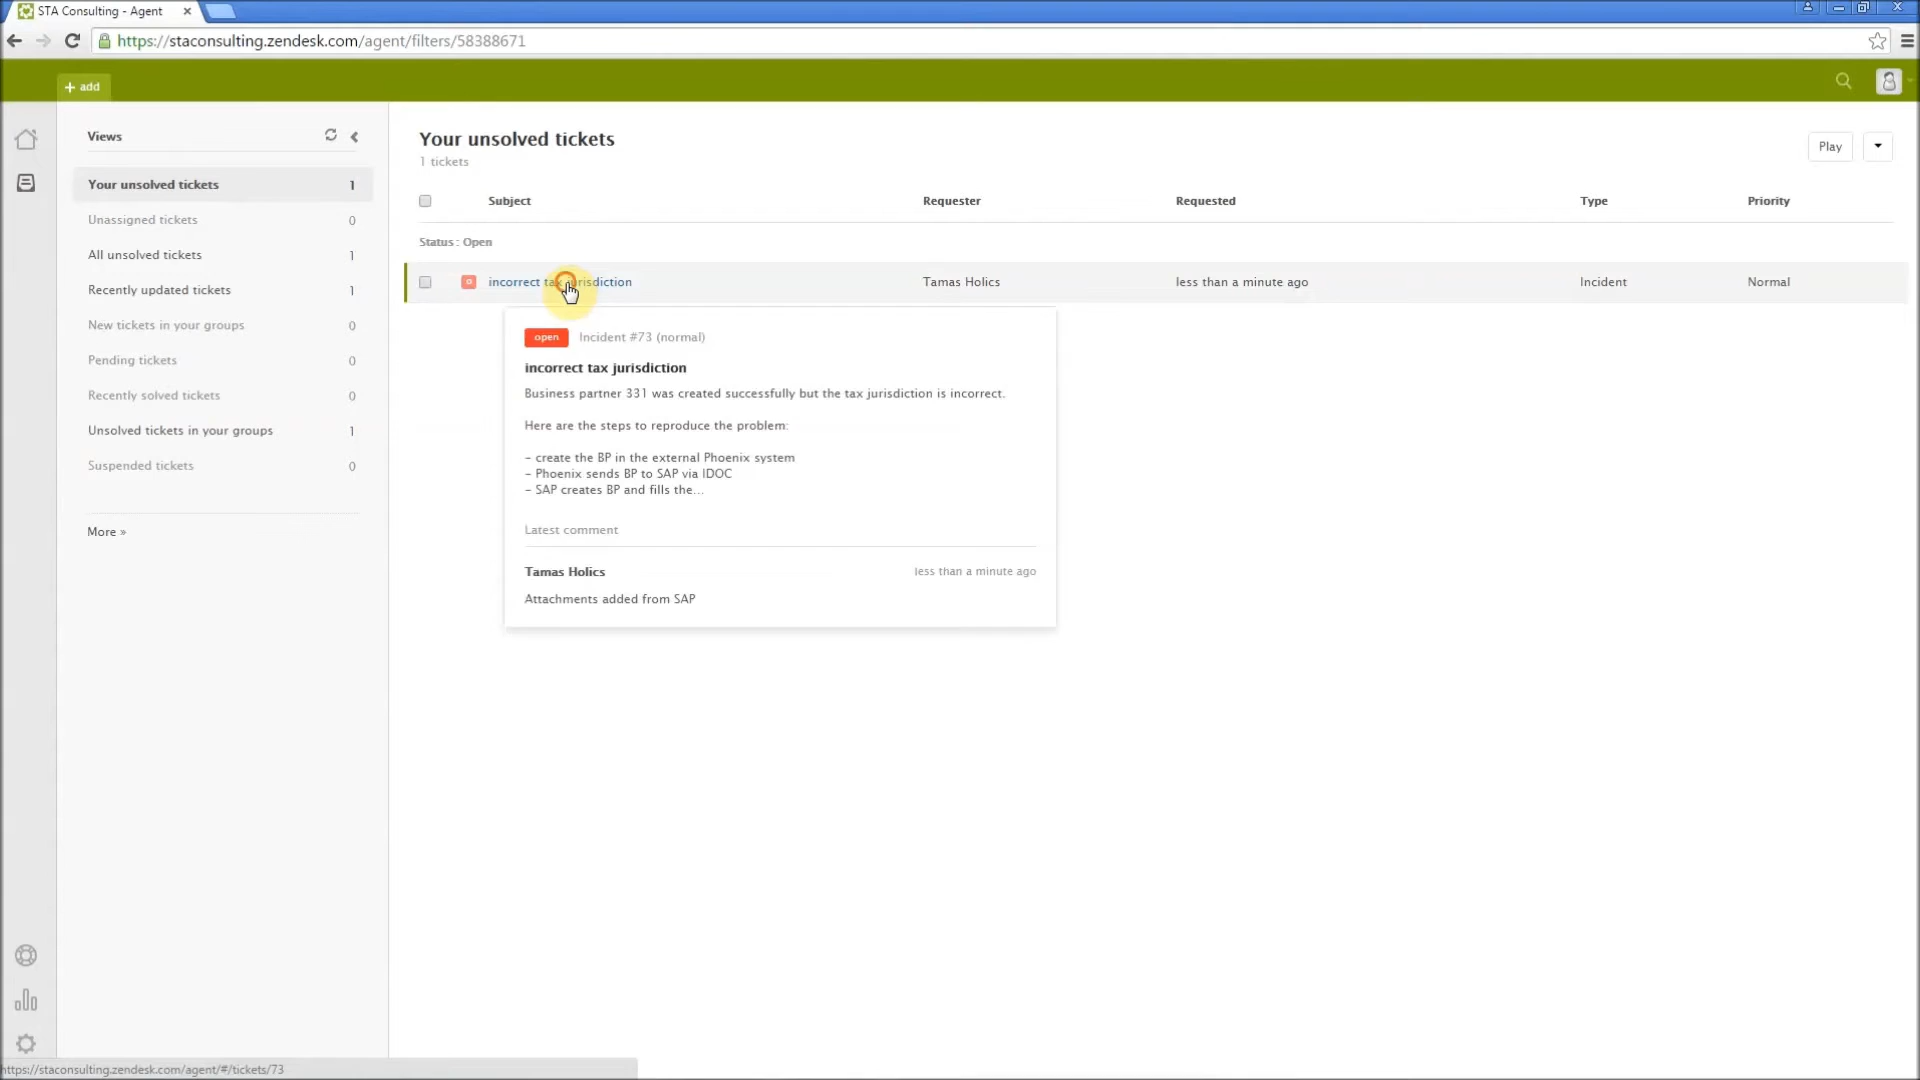 STA Consulting - Agent
https://staconsulting.zendesk.com/agent/filters/58388671
+ add
Views
Your unsolved tickets 1
Unassigned tickets 0
All unsolved tickets 1
Recently updated tickets 1
New tickets in your groups 0
Pending tickets 0
Recently solved tickets 0
Unsolved tickets in your groups 1
Suspended tickets 0
More »
Your unsolved tickets
1 tickets
Play
Subject Requester Requested Type Priority
Status : Open
incorrect tax jurisdiction Tamas Holics less than a minute ago Incident Normal
open Incident #73 (normal)
incorrect tax jurisdiction
Business partner 331 was created successfully but the tax jurisdiction is incorrect.
Here are the steps to reproduce the problem:
- create the BP in the external Phoenix system
- Phoenix sends BP to SAP via IDOC
- SAP creates BP and fills the...
Latest comment
Tamas Holics less than a minute ago
Attachments added from SAP
https://staconsulting.zendesk.com/agent/#/tickets/73